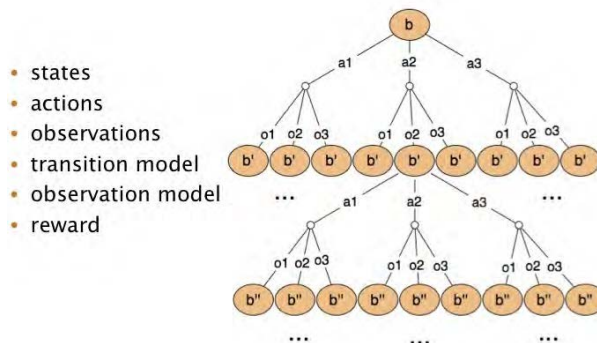 • states
• actions
• observations
• transition model
• observation model
• reward
b
a1 a2 a3
o1 o2 o3 o1 o2 o3 o1 o2 o3
b' b' b' b' b' b' b' b' b'
... ...
a1 a2 a3
o1 o2 o3 o1 o2 o3 o1 o2 o3
b'' b'' b'' b'' b'' b'' b'' b'' b''
... ... ...